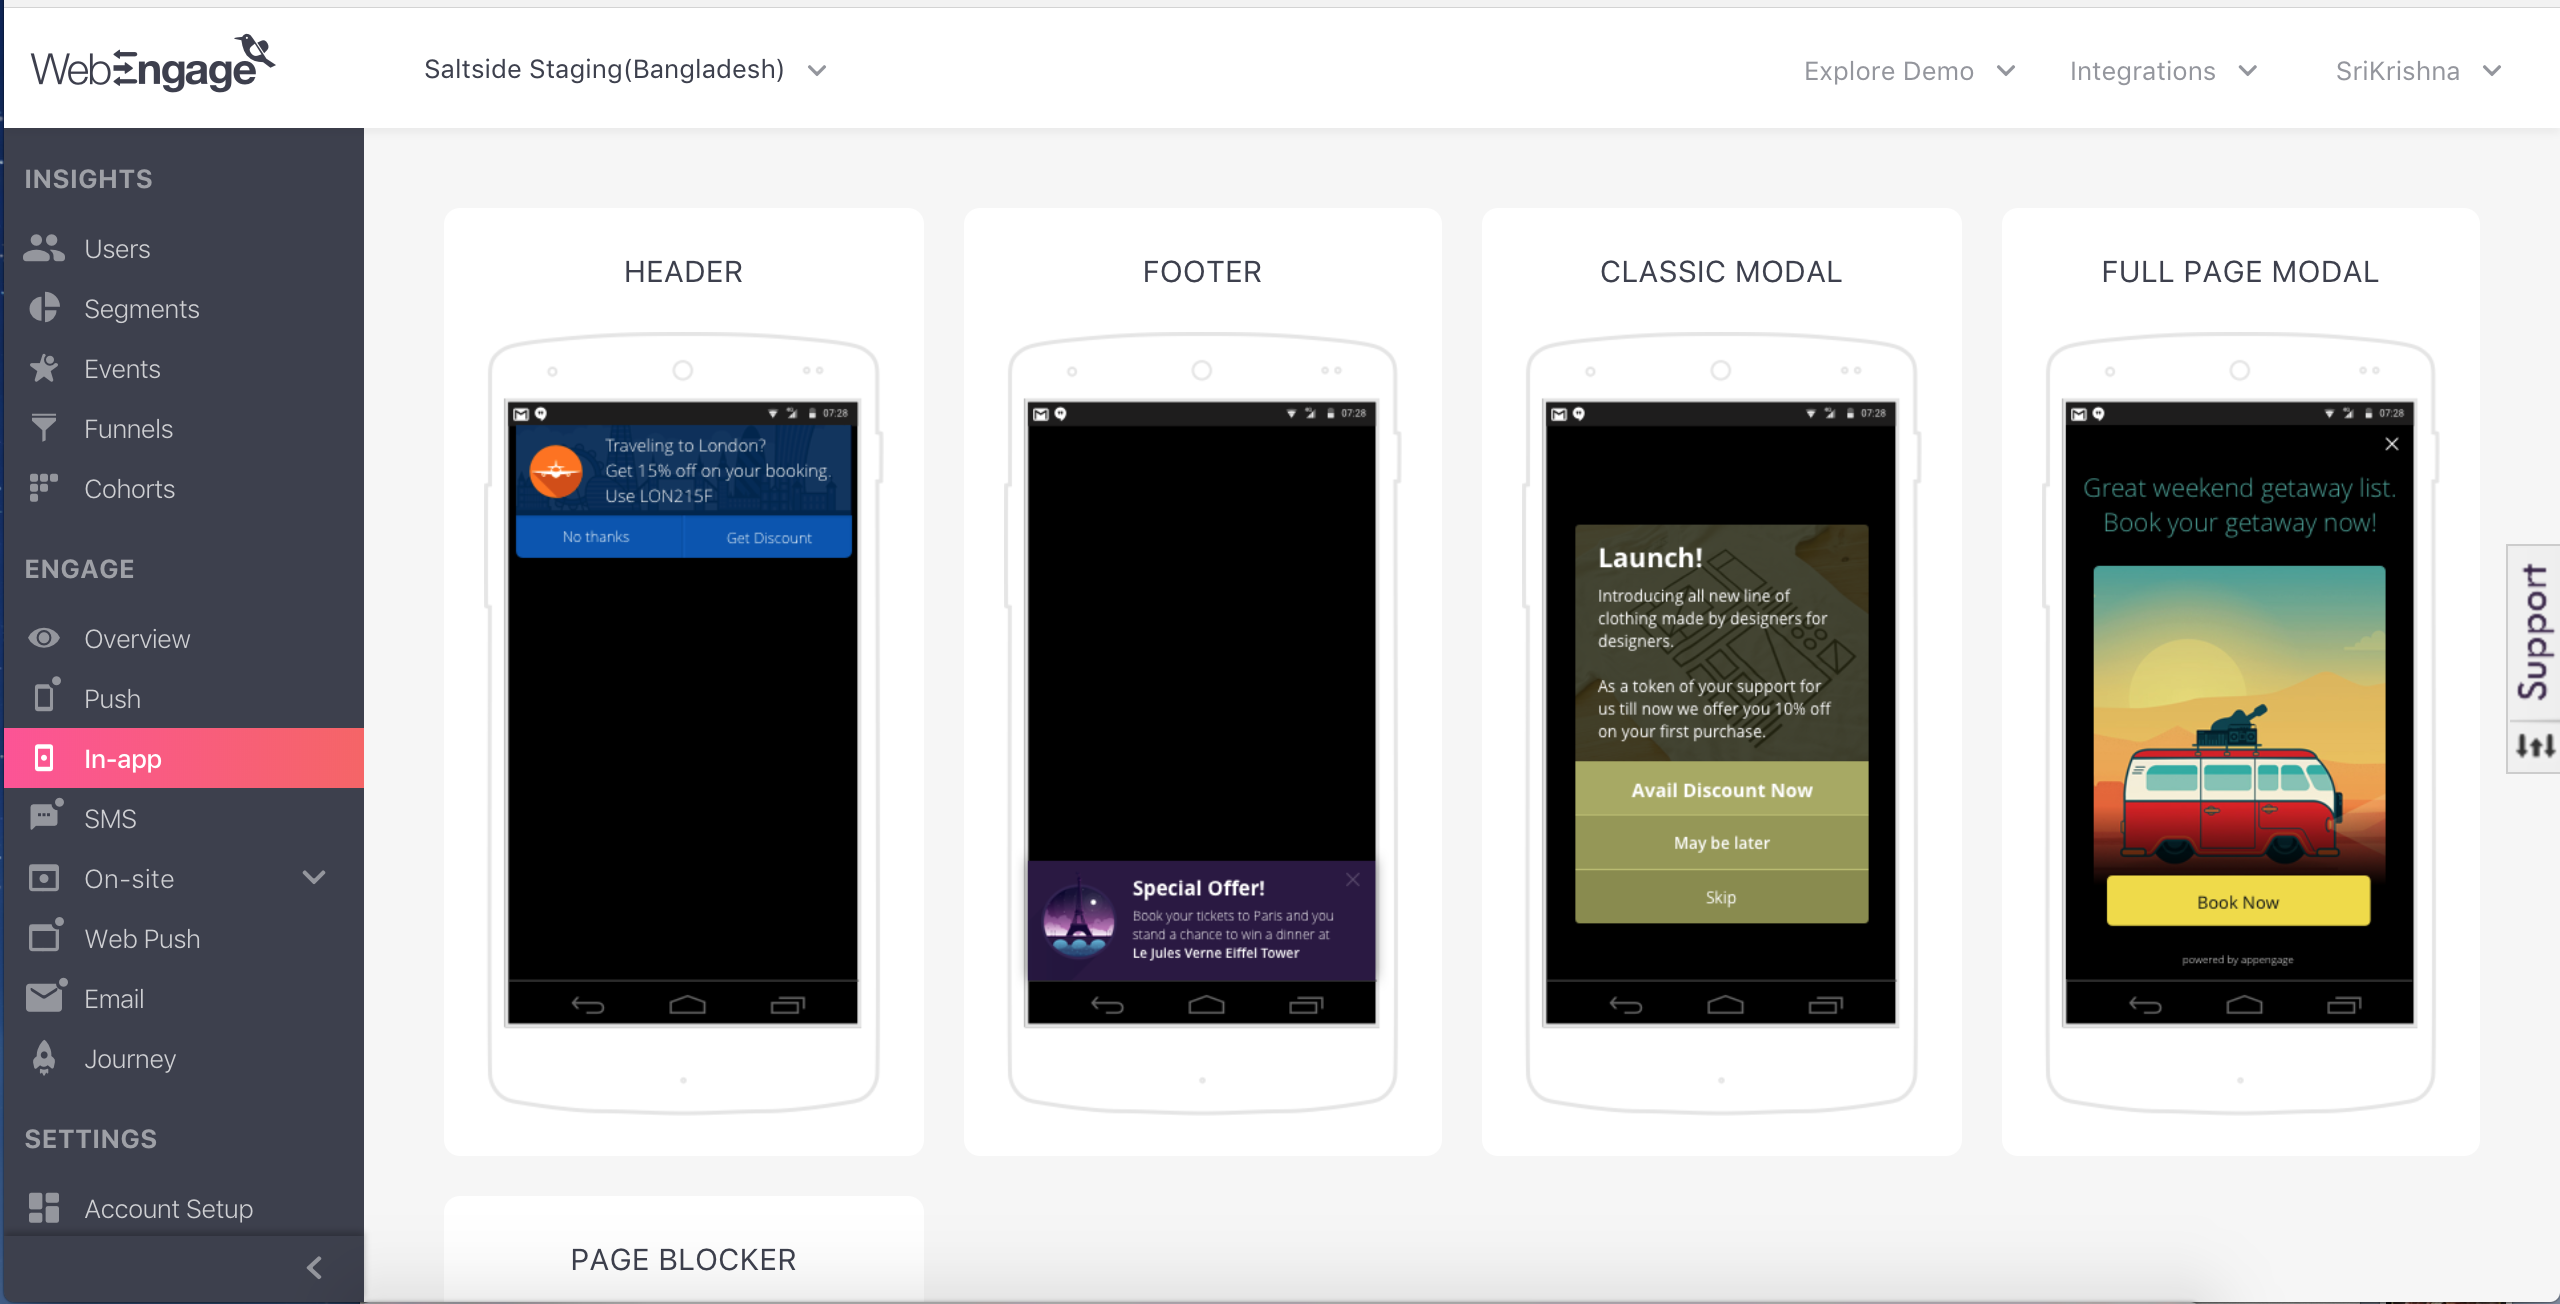 WebEngage
Saltside Staging(Bangladesh)
Explore Demo
Integrations
SriKrishna
INSIGHTS
Users
Segments
Events
Funnels
Cohorts
ENGAGE
Overview
Push
In-app
SMS
On-site
Web Push
Email
Journey
SETTINGS
Account Setup
HEADER
07:28
Traveling to London?
Get 15% off on your booking.
Use LON215F
No thanks
Get Discount
FOOTER
07:28
Special Offer!
Book your tickets to Paris and you
stand a chance to win a dinner at
Le Jules Verne Eiffel Tower
CLASSIC MODAL
07:28
Launch!
Introducing all new line of
clothing made by designers for
designers.
As a token of your support for
us till now we offer you 10% off
on your first purchase.
Avail Discount Now
May be later
Skip
FULL PAGE MODAL
07:28
Great weekend getaway list.
Book your getaway now!
Book Now
powered by appengage
PAGE BLOCKER
Support